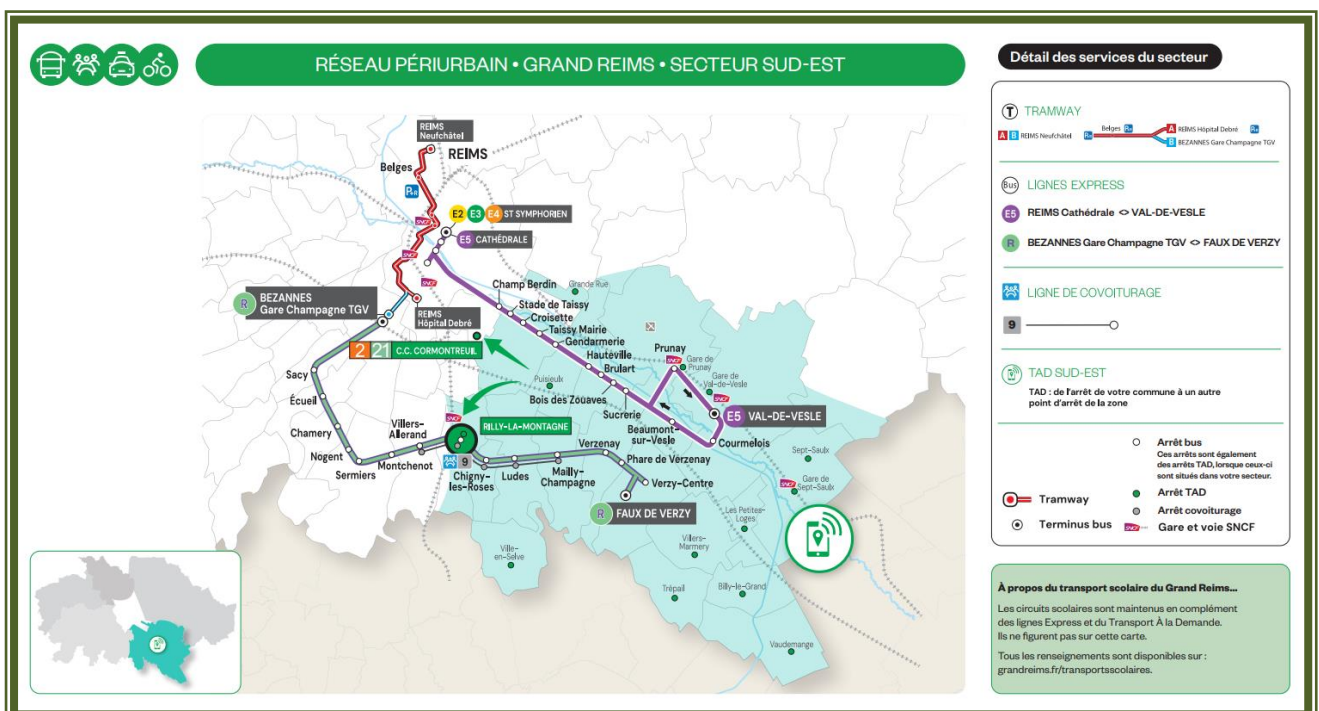 RÉSEAU PÉRIURBAIN • GRAND REIMS • SECTEUR SUD-EST
REIMS
Neufchâtel
REIMS
Belges
P+R
SNCF
E2 E3 E4 ST SYMPHORIEN
E5 CATHÉDRALE
SNCF
SNCF
R BEZANNES
Gare Champagne TGV
REIMS
Hôpital Debré
2 21 C.C. CORMONTREUIL
Champ Berdin
Grande Rue
Stade de Taissy
Croisette
Taissy Mairie
Gendarmerie
Hautéville
Brulart
Bois des Zouaves
Sucrerie
Puisieulx
Prunay
SNCF
Gare de
Prunay
Gare de
Val-de-Vesle
SNCF
E5 VAL-DE-VESLE
Beaumont
-sur-Vesle
Courmelois
Sacy
Écueil
Chamery
Nogent
Sermiers
Villers-
Allerand
Montchenot
SNCF
RILLY-LA-MONTAGNE
9
Chigny-
les-Roses
Ludes
Mailly-
Champagne
Verzenay
Phare de Verzenay
Verzy-Centre
R FAUX DE VERZY
Sept-Saulx
SNCF
Gare de
Sept-Saulx
Les Petites-
Loges
Villers-
Marmery
Ville-
en-Selve
Trépail
Billy-le-Grand
Vaudemange
Détail des services du secteur
T TRAMWAY
A B REIMS Neufchâtel P+R Belges P+R A REIMS Hôpital Debré P+R
B BEZANNES Gare Champagne TGV
Bus LIGNES EXPRESS
E5 REIMS Cathédrale <> VAL-DE-VESLE
R BEZANNES Gare Champagne TGV <> FAUX DE VERZY
LIGNE DE COVOITURAGE
9
TAD SUD-EST
TAD : de l'arrêt de votre commune à un autre
point d'arrêt de la zone
Arrêt bus
Ces arrêts sont également
des arrêts TAD, lorsque ceux-ci
sont situés dans votre secteur.
Tramway
Arrêt TAD
Arrêt covoiturage
Terminus bus
SNCF Gare et voie SNCF
À propos du transport scolaire du Grand Reims...
Les circuits scolaires sont maintenus en complément
des lignes Express et du Transport À la Demande.
Ils ne figurent pas sur cette carte.
Tous les renseignements sont disponibles sur :
grandreims.fr/transportsscolaires.